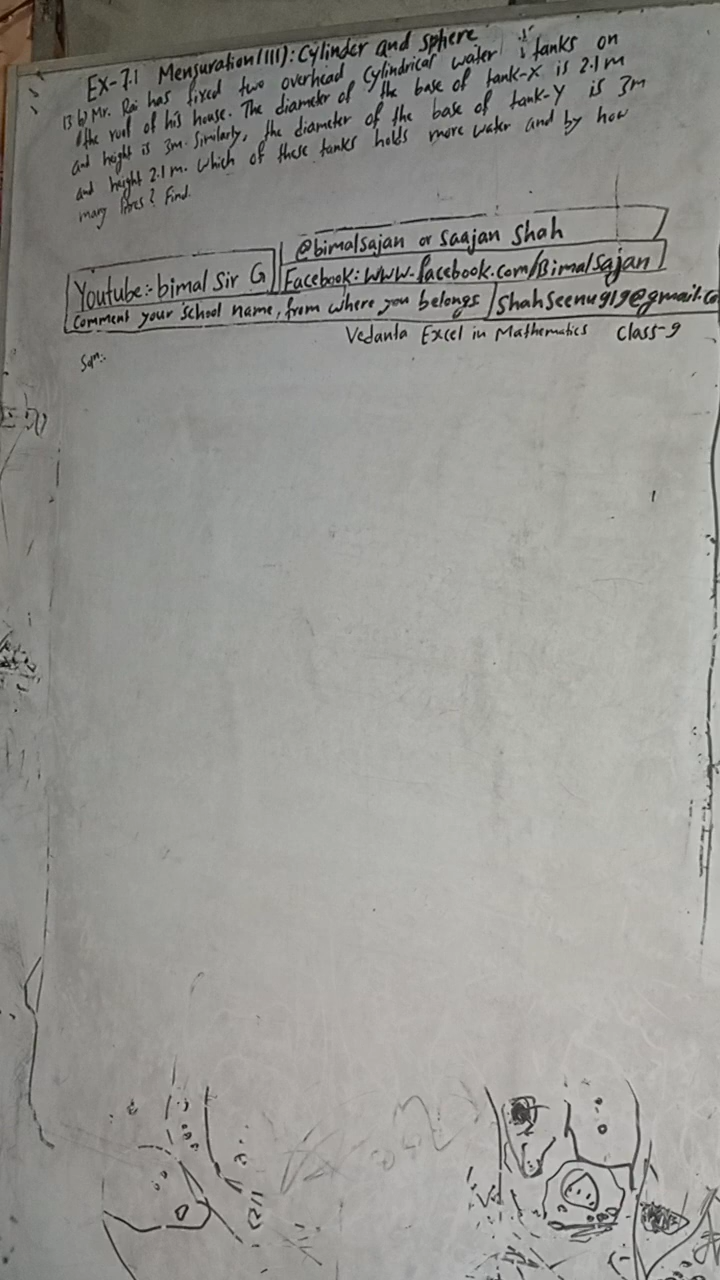 Ex-7.1 Mensuration(III): Cylinder and sphere
13 b) Mr. Rai has fixed two overhead cylindrical water tanks on
the roof of his house. The diameter of the base of tank-X is 2.1m
and height is 3m. Similarly, the diameter of the base of tank-Y is 3m
and height 2.1 m. Which of these tanks holds more water and by how
many litres? Find.
@bimalsajan or Saajan Shah
Youtube:- bimal Sir G
Facebook: www.facebook.com/Bimalsajan
Comment your school name, from where you belongs
Shahseenu919@gmail.co
Vedanta Excel in Mathematics Class-9
Soln:-